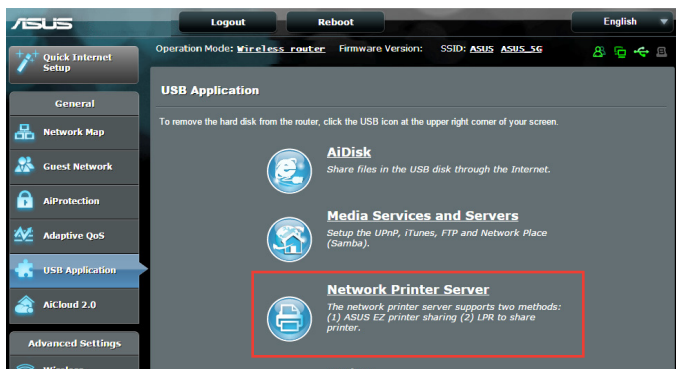 ASUS
Logout
Reboot
English
Quick Internet
Setup
Operation Mode: Wireless router Firmware Version: SSID: ASUS ASUS_5G
General
Network Map
Guest Network
AiProtection
Adaptive QoS
USB Application
AiCloud 2.0
Advanced Settings
Wireless
USB Application
To remove the hard disk from the router, click the USB icon at the upper right corner of your screen.
AiDisk
Share files in the USB disk through the Internet.
Media Services and Servers
Setup the UPnP, iTunes, FTP and Network Place
(Samba).
Network Printer Server
The network printer server supports two methods:
(1) ASUS EZ printer sharing (2) LPR to share
printer.